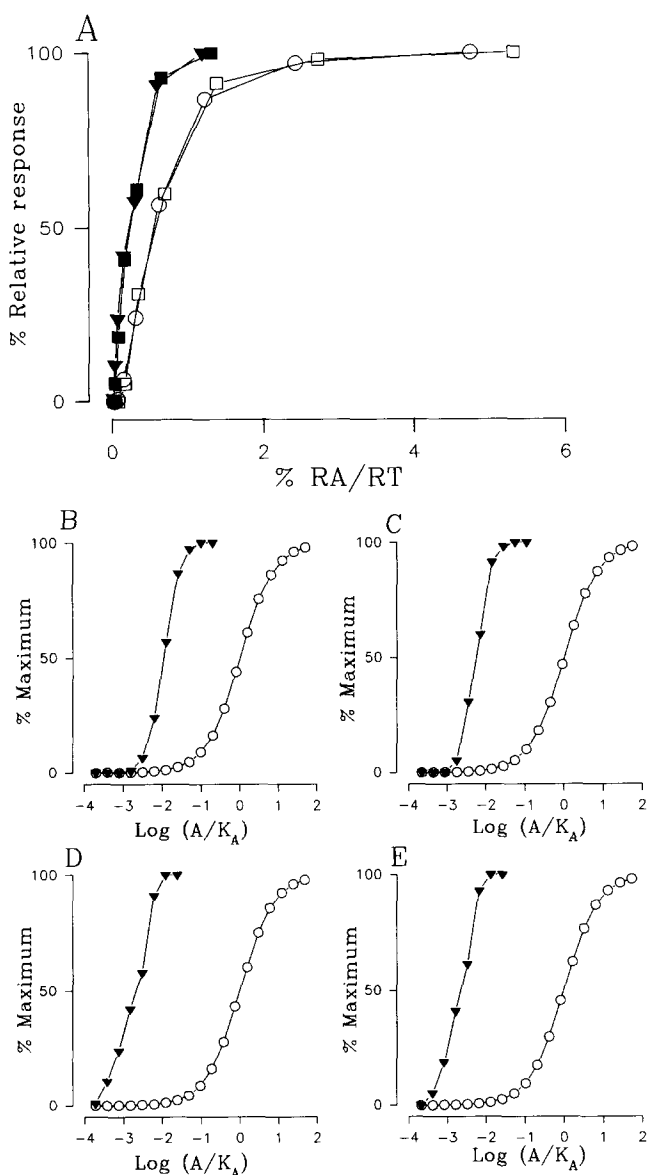 A
100
50
0
% Relative response
0 2 4 6
% RA/RT
B
100
50
0
% Maximum
−4 −3 −2 −1 0 1 2
Log (A/K_A)
C
100
50
0
% Maximum
−4 −3 −2 −1 0 1 2
Log (A/K_A)
D
100
50
0
% Maximum
−4 −3 −2 −1 0 1 2
Log (A/K_A)
E
100
50
0
% Maximum
−4 −3 −2 −1 0 1 2
Log (A/K_A)